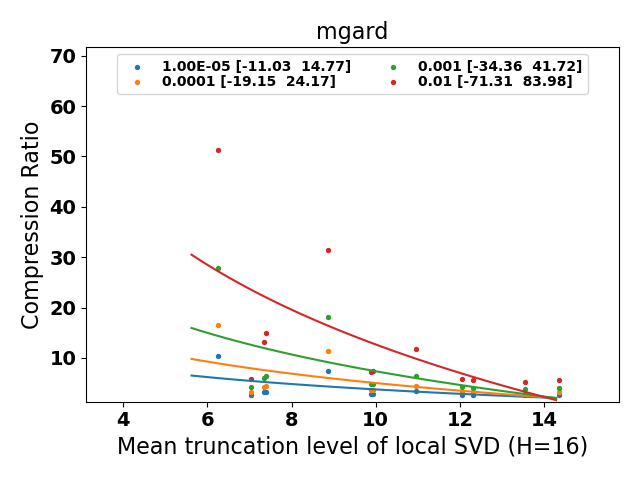 mgard
1.00E-05 [-11.03 14.77]
0.0001 [-19.15 24.17]
0.001 [-34.36 41.72]
0.01 [-71.31 83.98]
Compression Ratio
70
60
50
40
30
20
10
4 6 8 10 12 14
Mean truncation level of local SVD (H=16)